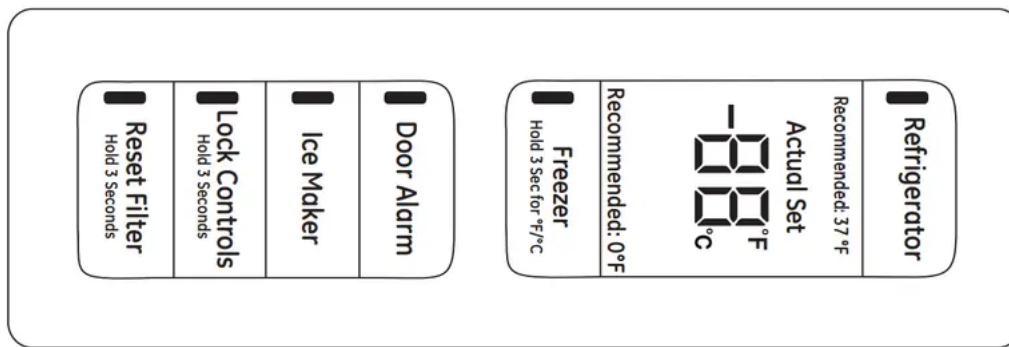 Refrigerator
Recommended: 37 °F
Actual Set
-88 °F
°C
Recommended: 0°F
Freezer
Hold 3 Sec for °F/°C
Door Alarm
Ice Maker
Lock Controls
Hold 3 Seconds
Reset Filter
Hold 3 Seconds